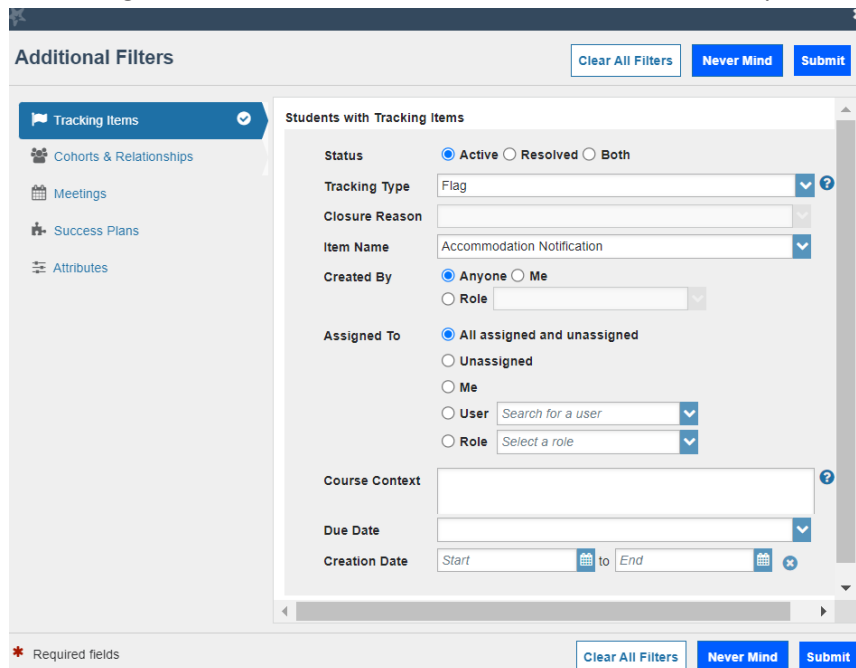 Additional Filters
Clear All Filters Never Mind Submit
Tracking Items
Cohorts & Relationships
Meetings
Success Plans
Attributes
Students with Tracking Items
Status Active Resolved Both
Tracking Type Flag
Closure Reason
Item Name Accommodation Notification
Created By Anyone Me
Role
Assigned To All assigned and unassigned
Unassigned
Me
User Search for a user
Role Select a role
Course Context
Due Date
Creation Date Start to End
* Required fields
Clear All Filters Never Mind Submit